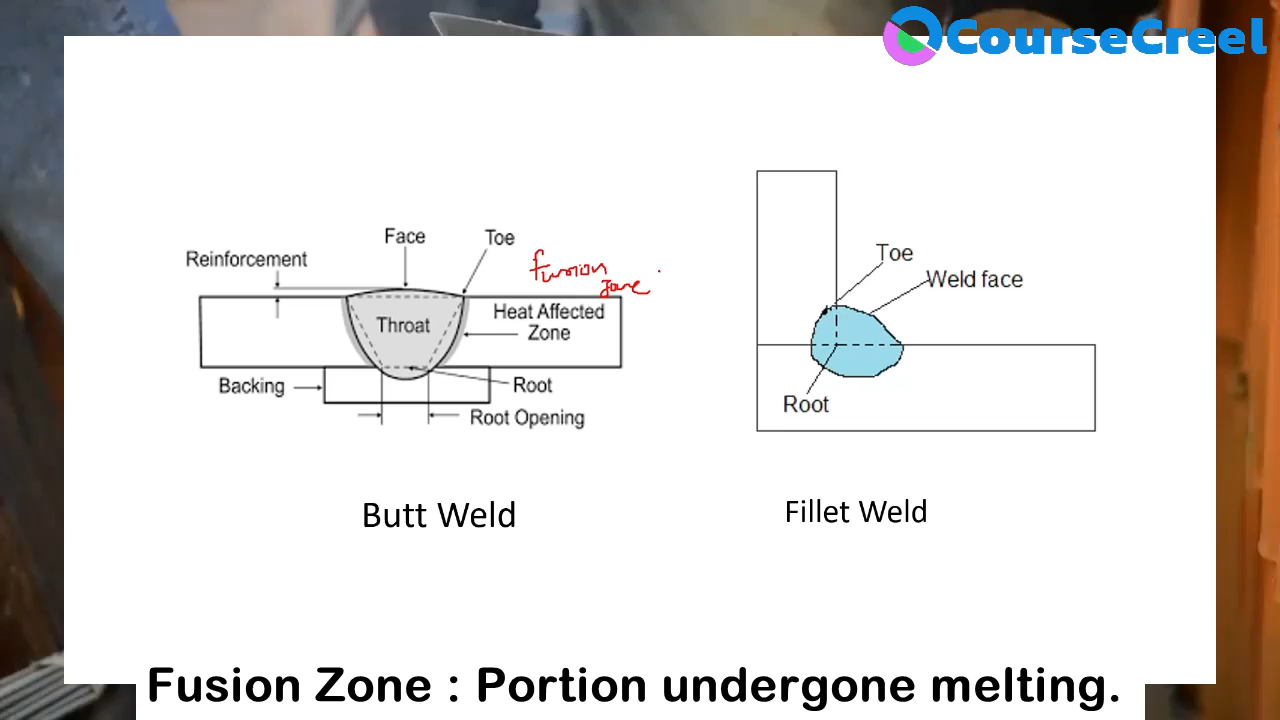 CourseCreel
Face
Toe
Reinforcement
fusion
zone
Throat
Heat Affected
Zone
Backing
Root
Root Opening
Butt Weld
Toe
Weld face
Root
Fillet Weld
Fusion Zone : Portion undergone melting.